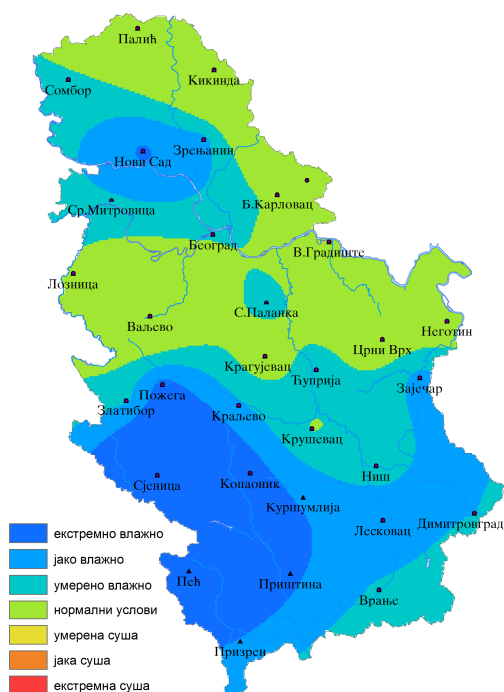 Палић
Кикинда
Сомбор
Зрењанин
Нови Сад
Б.Карловац
Ср.Митровица
Београд
В.Градиште
Лозница
С.Паланка
Ваљево
Неготин
Црни Врх
Крагујевац
Ћуприја
Зајечар
Пожега
Златибор
Краљево
Крушевац
Ниш
Сјеница
Копаоник
Куршумлија
Лесковац
Димитровград
Пећ
Приштина
Врање
Призрен
екстремно влажно
јако влажно
умерено влажно
нормални услови
умерена суша
јака суша
екстремна суша